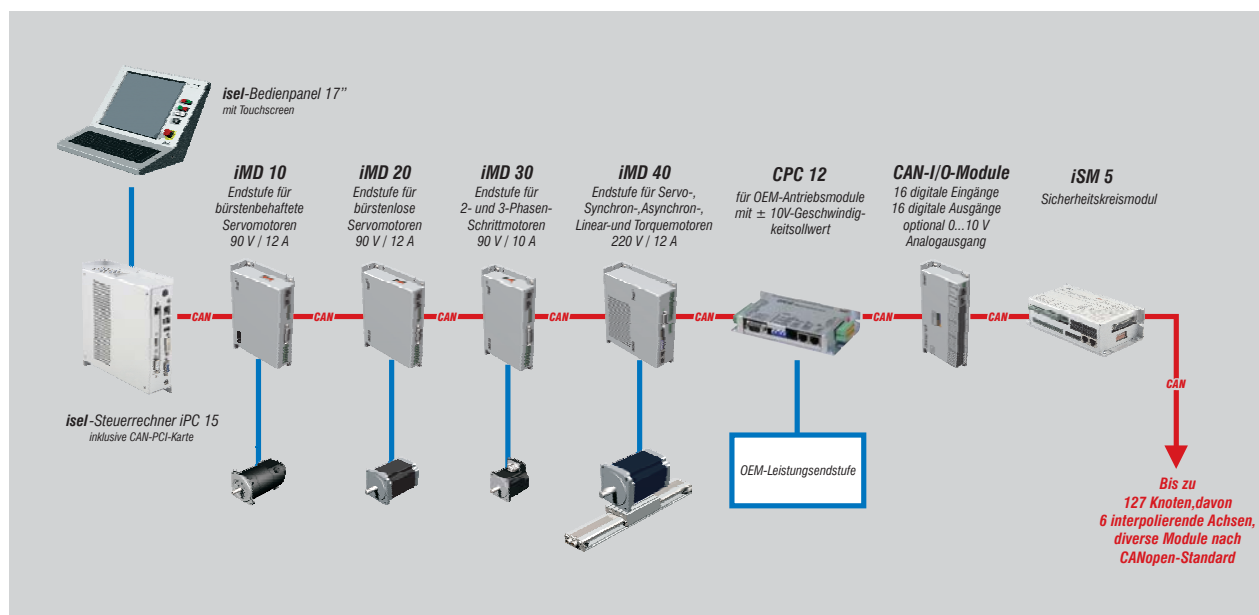 isel-Bedienpanel 17”
mit Touchscreen
iMD 10
Endstufe für
bürstenbehaftete
Servomotoren
90 V / 12 A
iMD 20
Endstufe für
bürstenlose
Servomotoren
90 V / 12 A
iMD 30
Endstufe für
2- und 3-Phasen-
Schrittmotoren
90 V / 10 A
iMD 40
Endstufe für Servo-,
Synchron-,Asynchron-,
Linear-und Torquemotoren
220 V / 12 A
CPC 12
für OEM-Antriebsmodule
mit ± 10V-Geschwindig-
keitsollwert
CAN-I/O-Module
16 digitale Eingänge
16 digitale Ausgänge
optional 0...10 V
Analogausgang
iSM 5
Sicherheitskreismodul
CAN
CAN
CAN
CAN
CAN
CAN
CAN
CAN
isel-Steuerrechner iPC 15
inklusive CAN-PCI-Karte
OEM-Leistungsendstufe
Bis zu
127 Knoten,davon
6 interpolierende Achsen,
diverse Module nach
CANopen-Standard